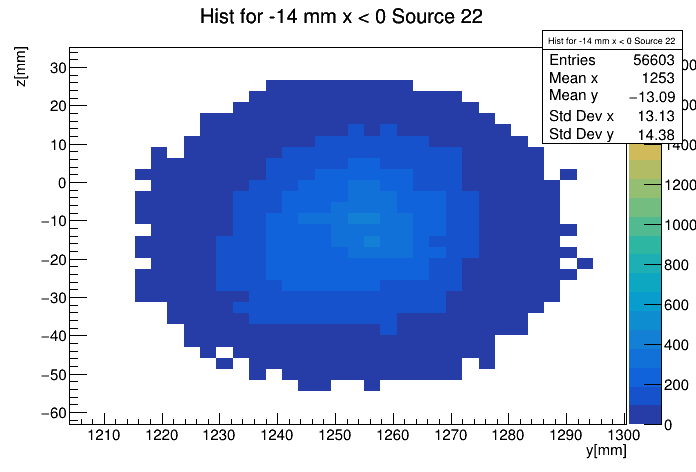 Hist for -14 mm x < 0 Source 22
z[mm]
Hist for -14 mm x < 0 Source 22
Entries 56603
Mean x 1253
Mean y −13.09
Std Dev x 13.13
Std Dev y 14.38
30
20
10
0
−10
−20
−30
−40
−50
−60
1210 1220 1230 1240 1250 1260 1270 1280 1290 1300
y[mm]
1400
1200
1000
800
600
400
200
0